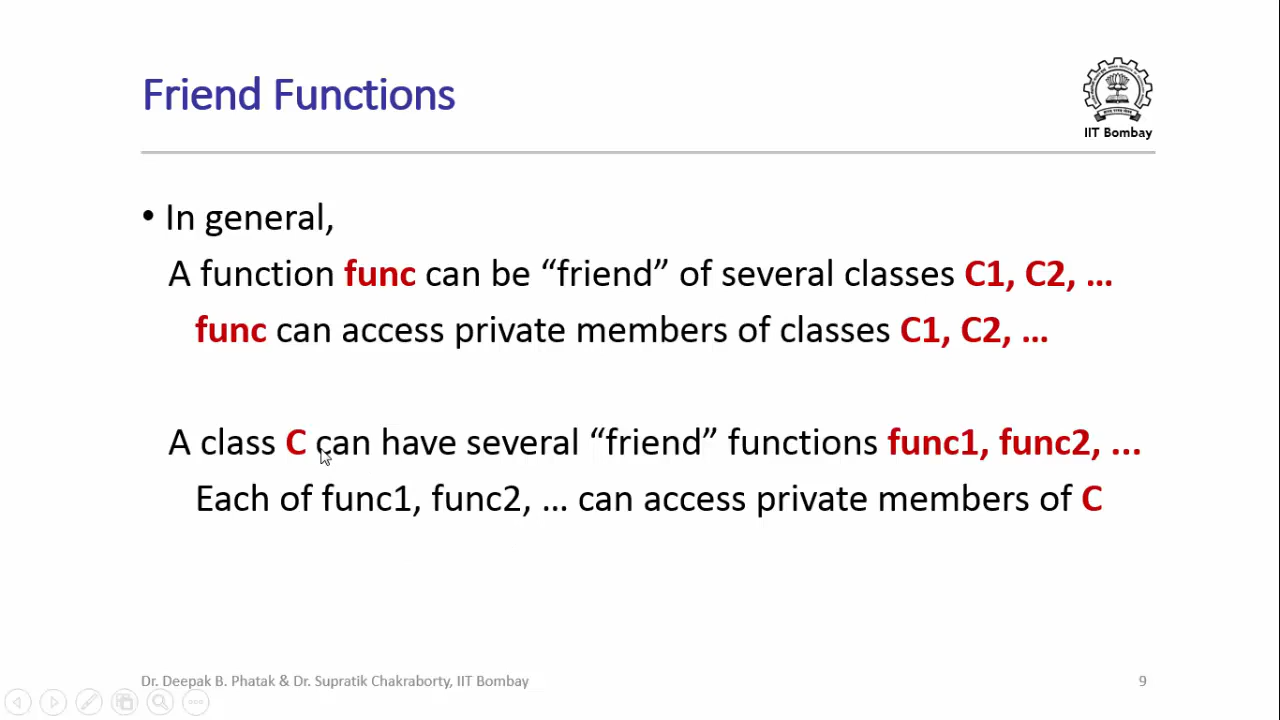 Friend Functions
IIT Bombay
• In general,
A function func can be “friend” of several classes C1, C2, …
func can access private members of classes C1, C2, …
A class C can have several “friend” functions func1, func2, ...
Each of func1, func2, … can access private members of C
Dr. Deepak B. Phatak & Dr. Supratik Chakraborty, IIT Bombay
9